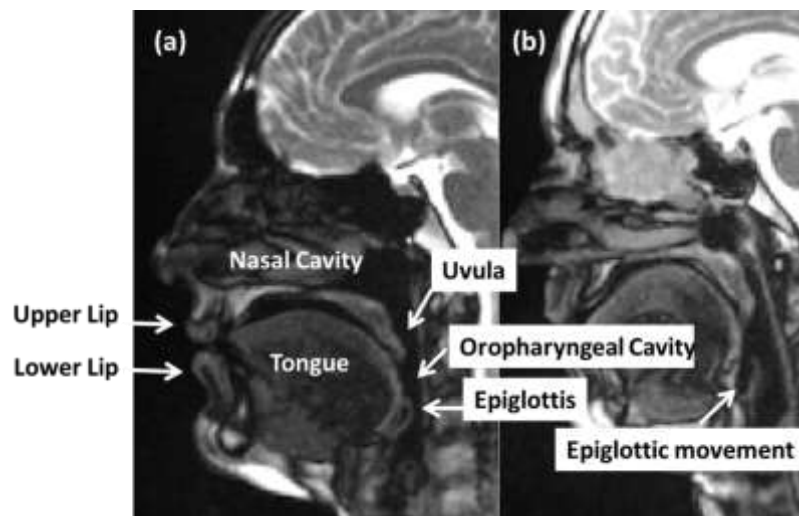 (a)
(b)
Nasal Cavity
Uvula
Upper Lip
Oropharyngeal Cavity
Lower Lip
Tongue
Epiglottis
Epiglottic movement